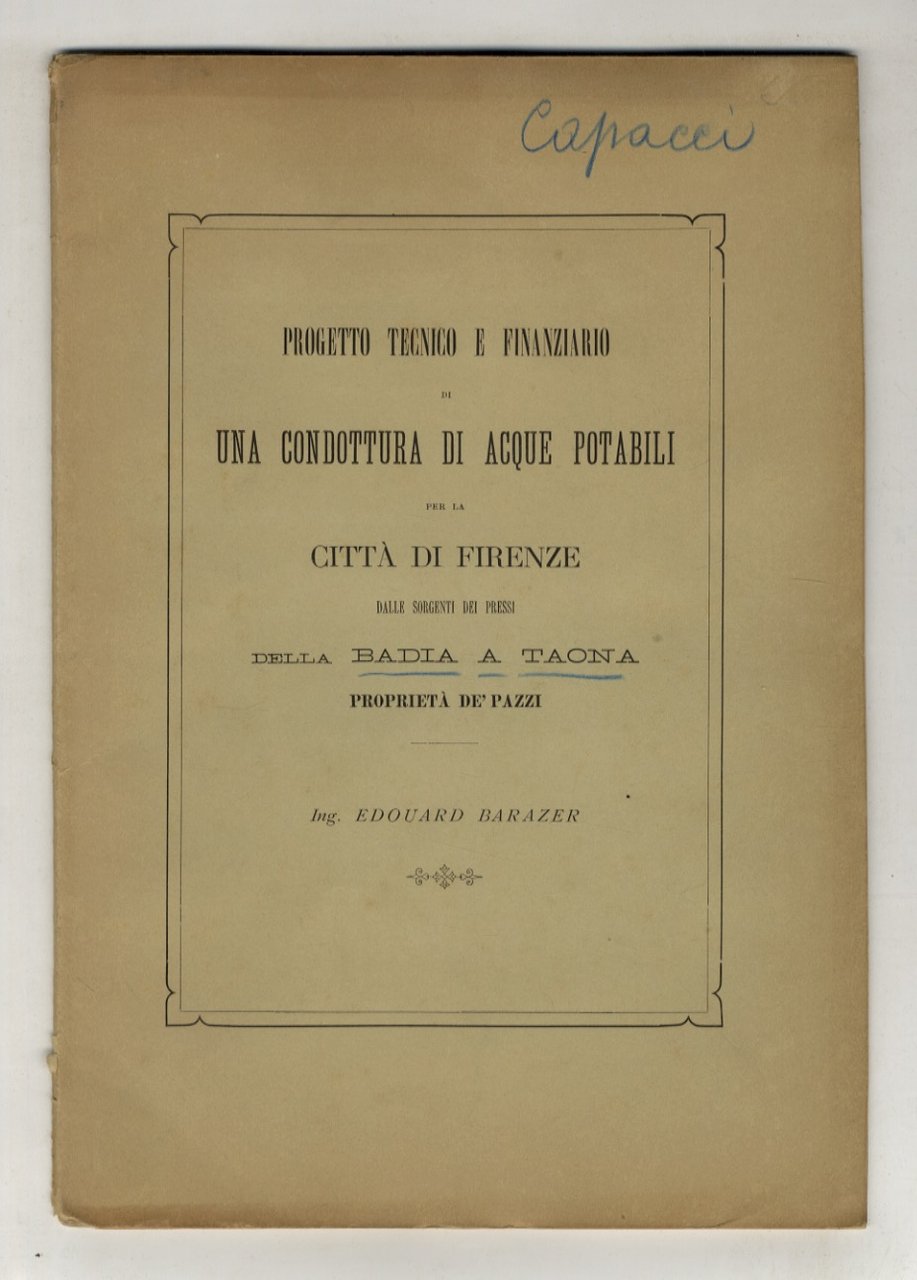 Capacci
PROGETTO TECNICO E FINANZIARIO
DI
UNA CONDOTTURA DI ACQUE POTABILI
PER LA
CITTÀ DI FIRENZE
DALLE SORGENTI DEI PRESSI
DELLA BADIA A TAONA
PROPRIETÀ DE' PAZZI
Ing. EDOUARD BARAZER